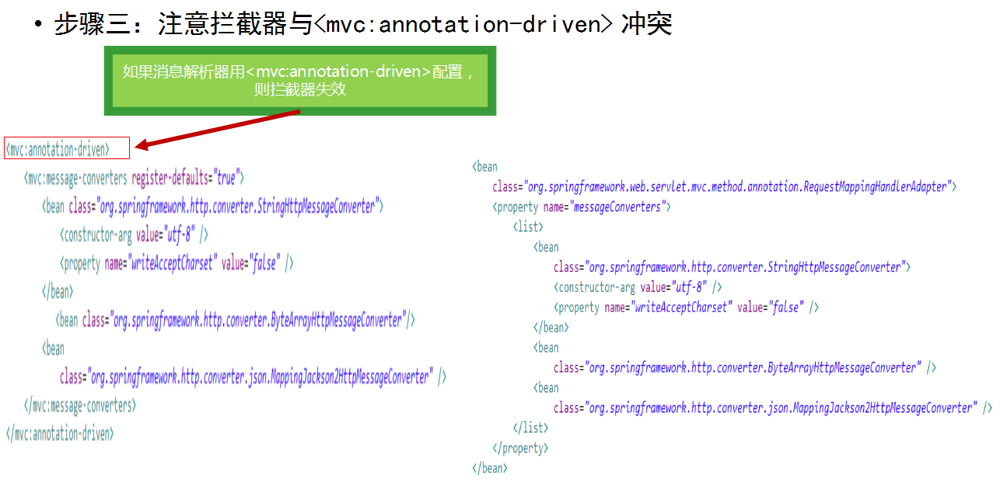 • 步骤三：注意拦截器与<mvc:annotation-driven> 冲突
如果消息解析器用<mvc:annotation-driven>配置，
则拦截器失效
<mvc:annotation-driven>
<mvc:message-converters register-defaults="true">
<bean class="org.springframework.http.converter.StringHttpMessageConverter">
<constructor-arg value="utf-8" />
<property name="writeAcceptCharset" value="false" />
</bean>
<bean class="org.springframework.http.converter.ByteArrayHttpMessageConverter"/>
<bean
class="org.springframework.http.converter.json.MappingJackson2HttpMessageConverter" />
</mvc:message-converters>
</mvc:annotation-driven>
<bean
class="org.springframework.web.servlet.mvc.method.annotation.RequestMappingHandlerAdapter">
<property name="messageConverters">
<list>
<bean
class="org.springframework.http.converter.StringHttpMessageConverter">
<constructor-arg value="utf-8" />
<property name="writeAcceptCharset" value="false" />
</bean>
<bean
class="org.springframework.http.converter.ByteArrayHttpMessageConverter" />
<bean
class="org.springframework.http.converter.json.MappingJackson2HttpMessageConverter" />
</list>
</property>
</bean>